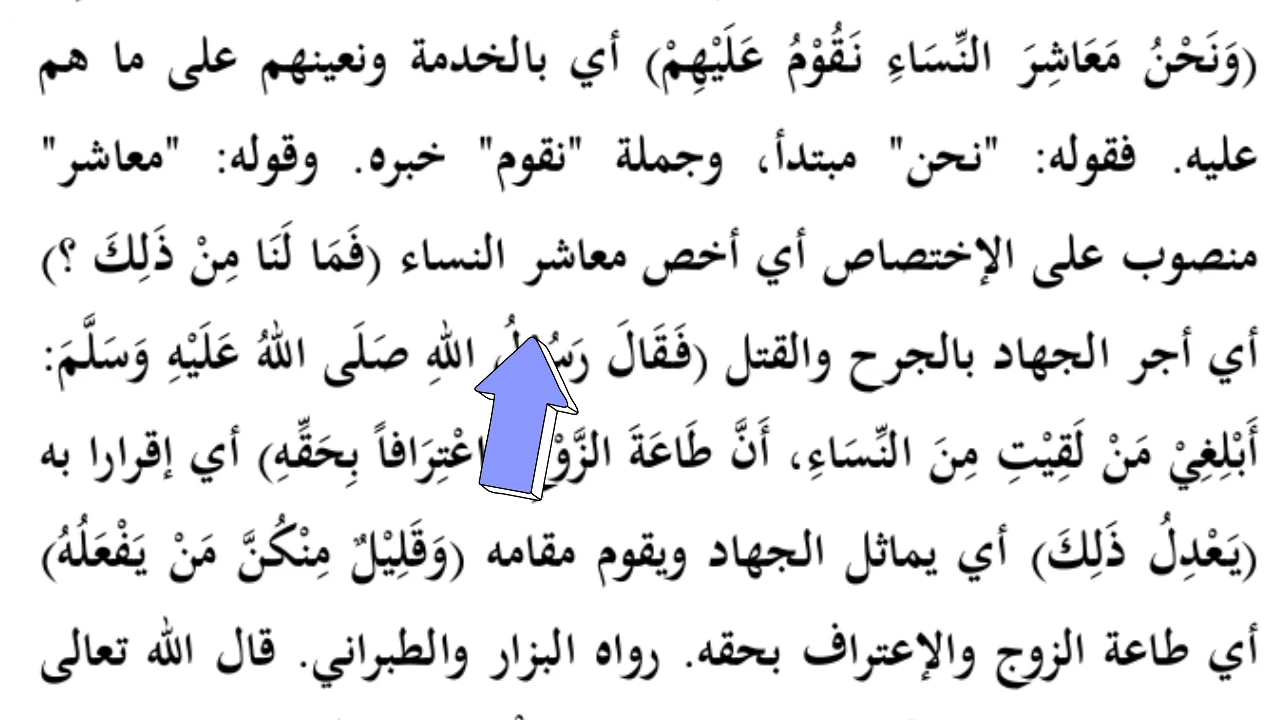 (وَنَحْنُ مَعَاشِرَ النِّسَاءِ نَقُوْمُ عَلَيْهِمْ) أي بالخدمة ونعينهم على ما هم
عليه. فقوله: "نحن" مبتدأ، وجملة "نقوم" خبره. وقوله: "معاشر"
منصوب على الإختصاص أي أخص معاشر النساء (فَمَا لَنَا مِنْ ذَلِكَ ؟)
أي أجر الجهاد بالجرح والقتل (فَقَالَ اللهِ صَلَى اللهُ عَلَيْهِ وَسَلَّمَ:
أَبْلِغِيْ مَنْ لَقِيْتِ مِنَ النِّسَاءِ، أَنَّ طَاعَةَ بِحَقِّهِ) أي إقرارا به
(يَعْدِلُ ذَلِكَ) أي يماثل الجهاد ويقوم مقامه (وَقَلِيْلٌ مِنْكُنَّ مَنْ يَفْعَلُهُ)
أي طاعة الزوج والإعتراف بحقه. رواه البزار والطبراني. قال الله تعالى